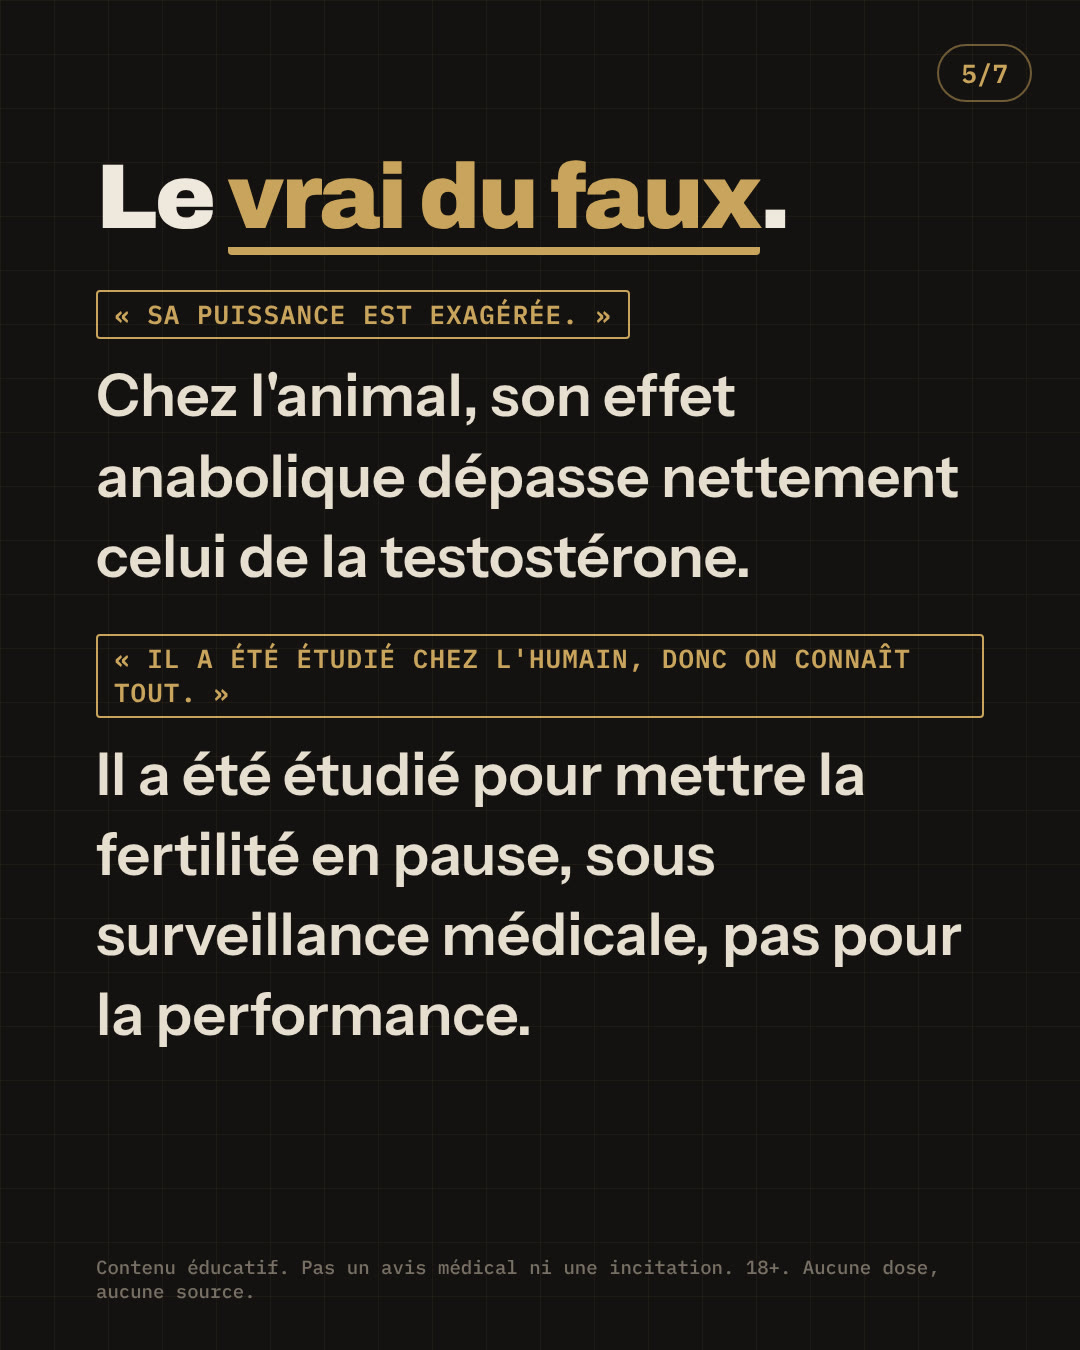 5/7
Le vrai du faux.
« SA PUISSANCE EST EXAGÉRÉE. »
Chez l'animal, son effet
anabolique dépasse nettement
celui de la testostérone.
« IL A ÉTÉ ÉTUDIÉ CHEZ L'HUMAIN, DONC ON CONNAÎT
TOUT. »
Il a été étudié pour mettre la
fertilité en pause, sous
surveillance médicale, pas pour
la performance.
Contenu éducatif. Pas un avis médical ni une incitation. 18+. Aucune dose,
aucune source.